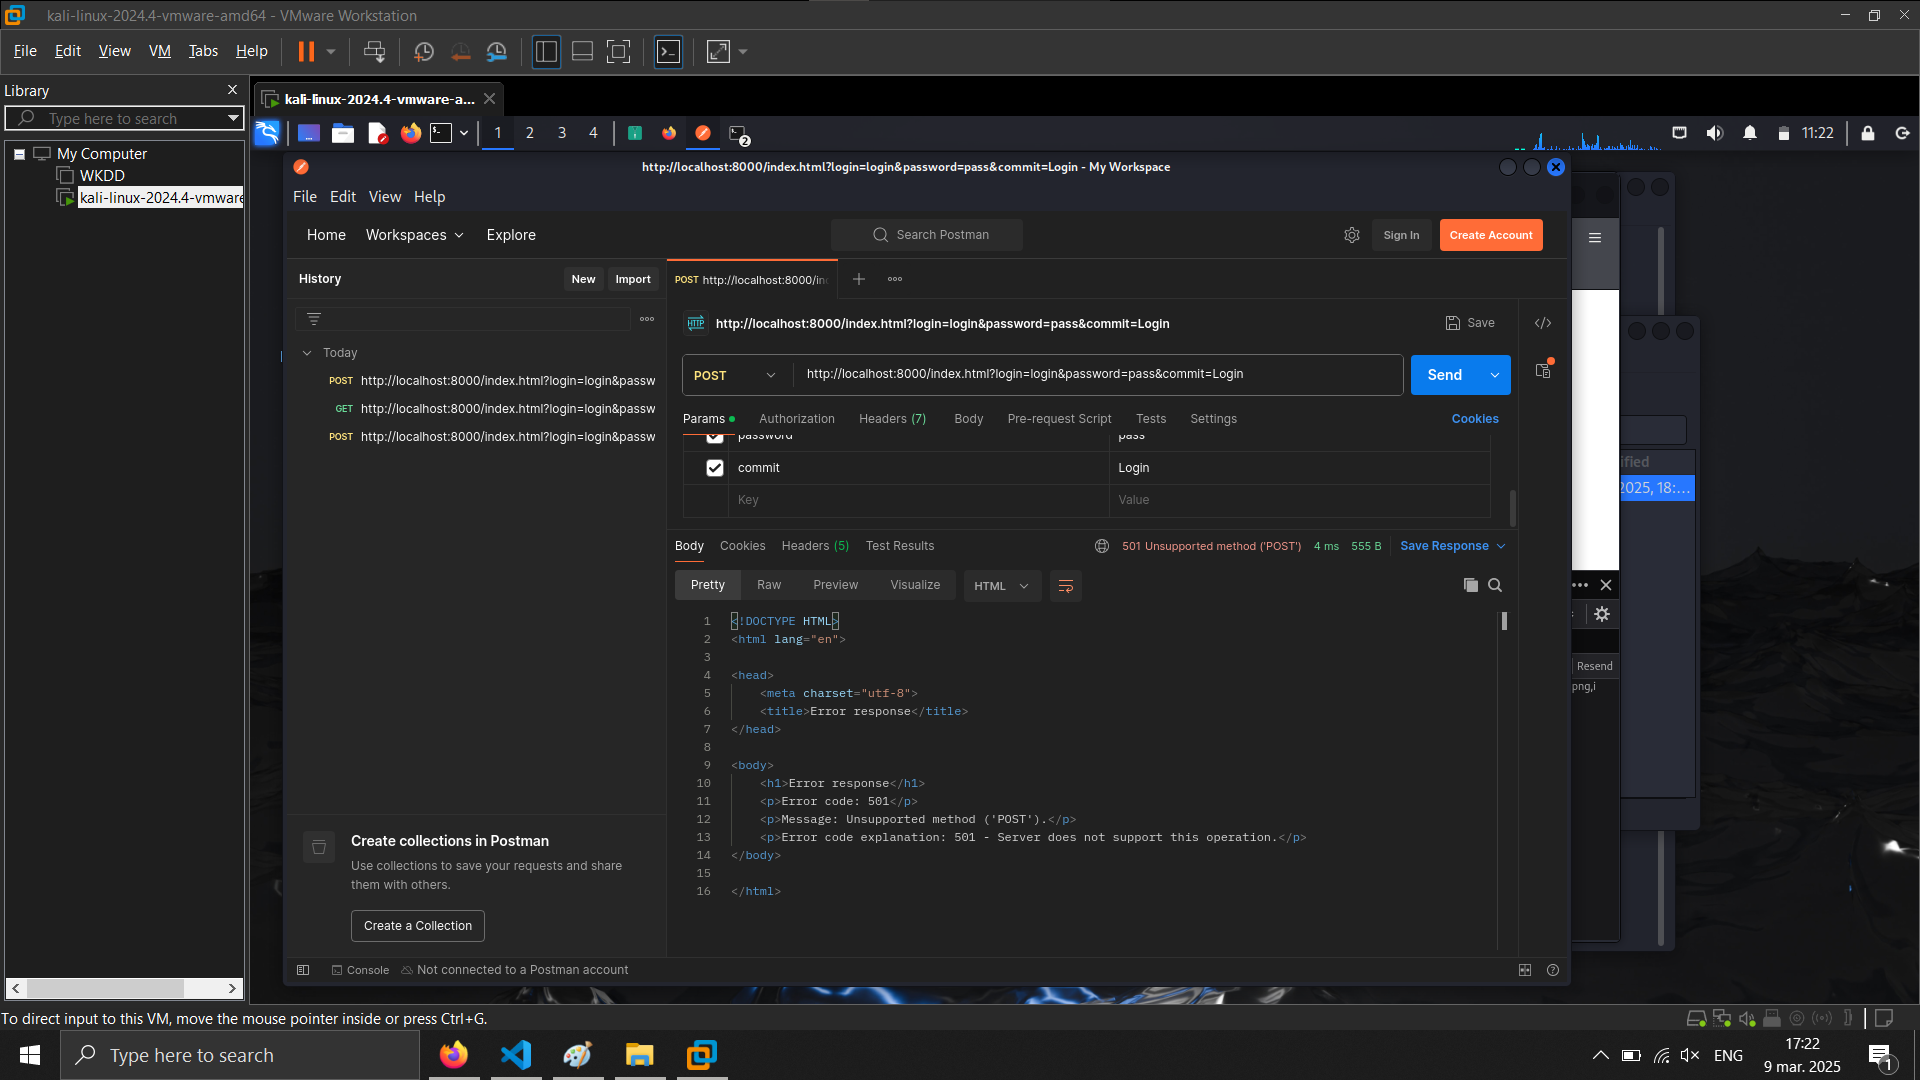 kali-linux-2024.4-vmware-amd64 - VMware Workstation
File Edit View VM Tabs Help
Library
Type here to search
My Computer
WKDD
kali-linux-2024.4-vmware
kali-linux-2024.4-vmware-a...
1 2 3 4
2
11:22
http://localhost:8000/index.html?login=login&password=pass&commit=Login - My Workspace
File Edit View Help
Home Workspaces Explore
Search Postman
Sign In
Create Account
History
New Import
Today
POST http://localhost:8000/index.html?login=login&passw
GET http://localhost:8000/index.html?login=login&passw
POST http://localhost:8000/index.html?login=login&passw
Create collections in Postman
Use collections to save your requests and share
them with others.
Create a Collection
POST http://localhost:8000/in
HTTP http://localhost:8000/index.html?login=login&password=pass&commit=Login
Save
POST http://localhost:8000/index.html?login=login&password=pass&commit=Login
Send
Params Authorization Headers (7) Body Pre-request Script Tests Settings
Cookies
password pass
commit Login
Key Value
Body Cookies Headers (5) Test Results
501 Unsupported method ('POST') 4 ms 555 B Save Response
Pretty Raw Preview Visualize HTML
1 <!DOCTYPE HTML>
2 <html lang="en">
3
4 <head>
5 <meta charset="utf-8">
6 <title>Error response</title>
7 </head>
8
9 <body>
10 <h1>Error response</h1>
11 <p>Error code: 501</p>
12 <p>Message: Unsupported method ('POST').</p>
13 <p>Error code explanation: 501 - Server does not support this operation.</p>
14 </body>
15
16 </html>
Console Not connected to a Postman account
ified
2025, 18:...
Resend
png,i
To direct input to this VM, move the mouse pointer inside or press Ctrl+G.
Type here to search
ENG
17:22
9 mar. 2025
1